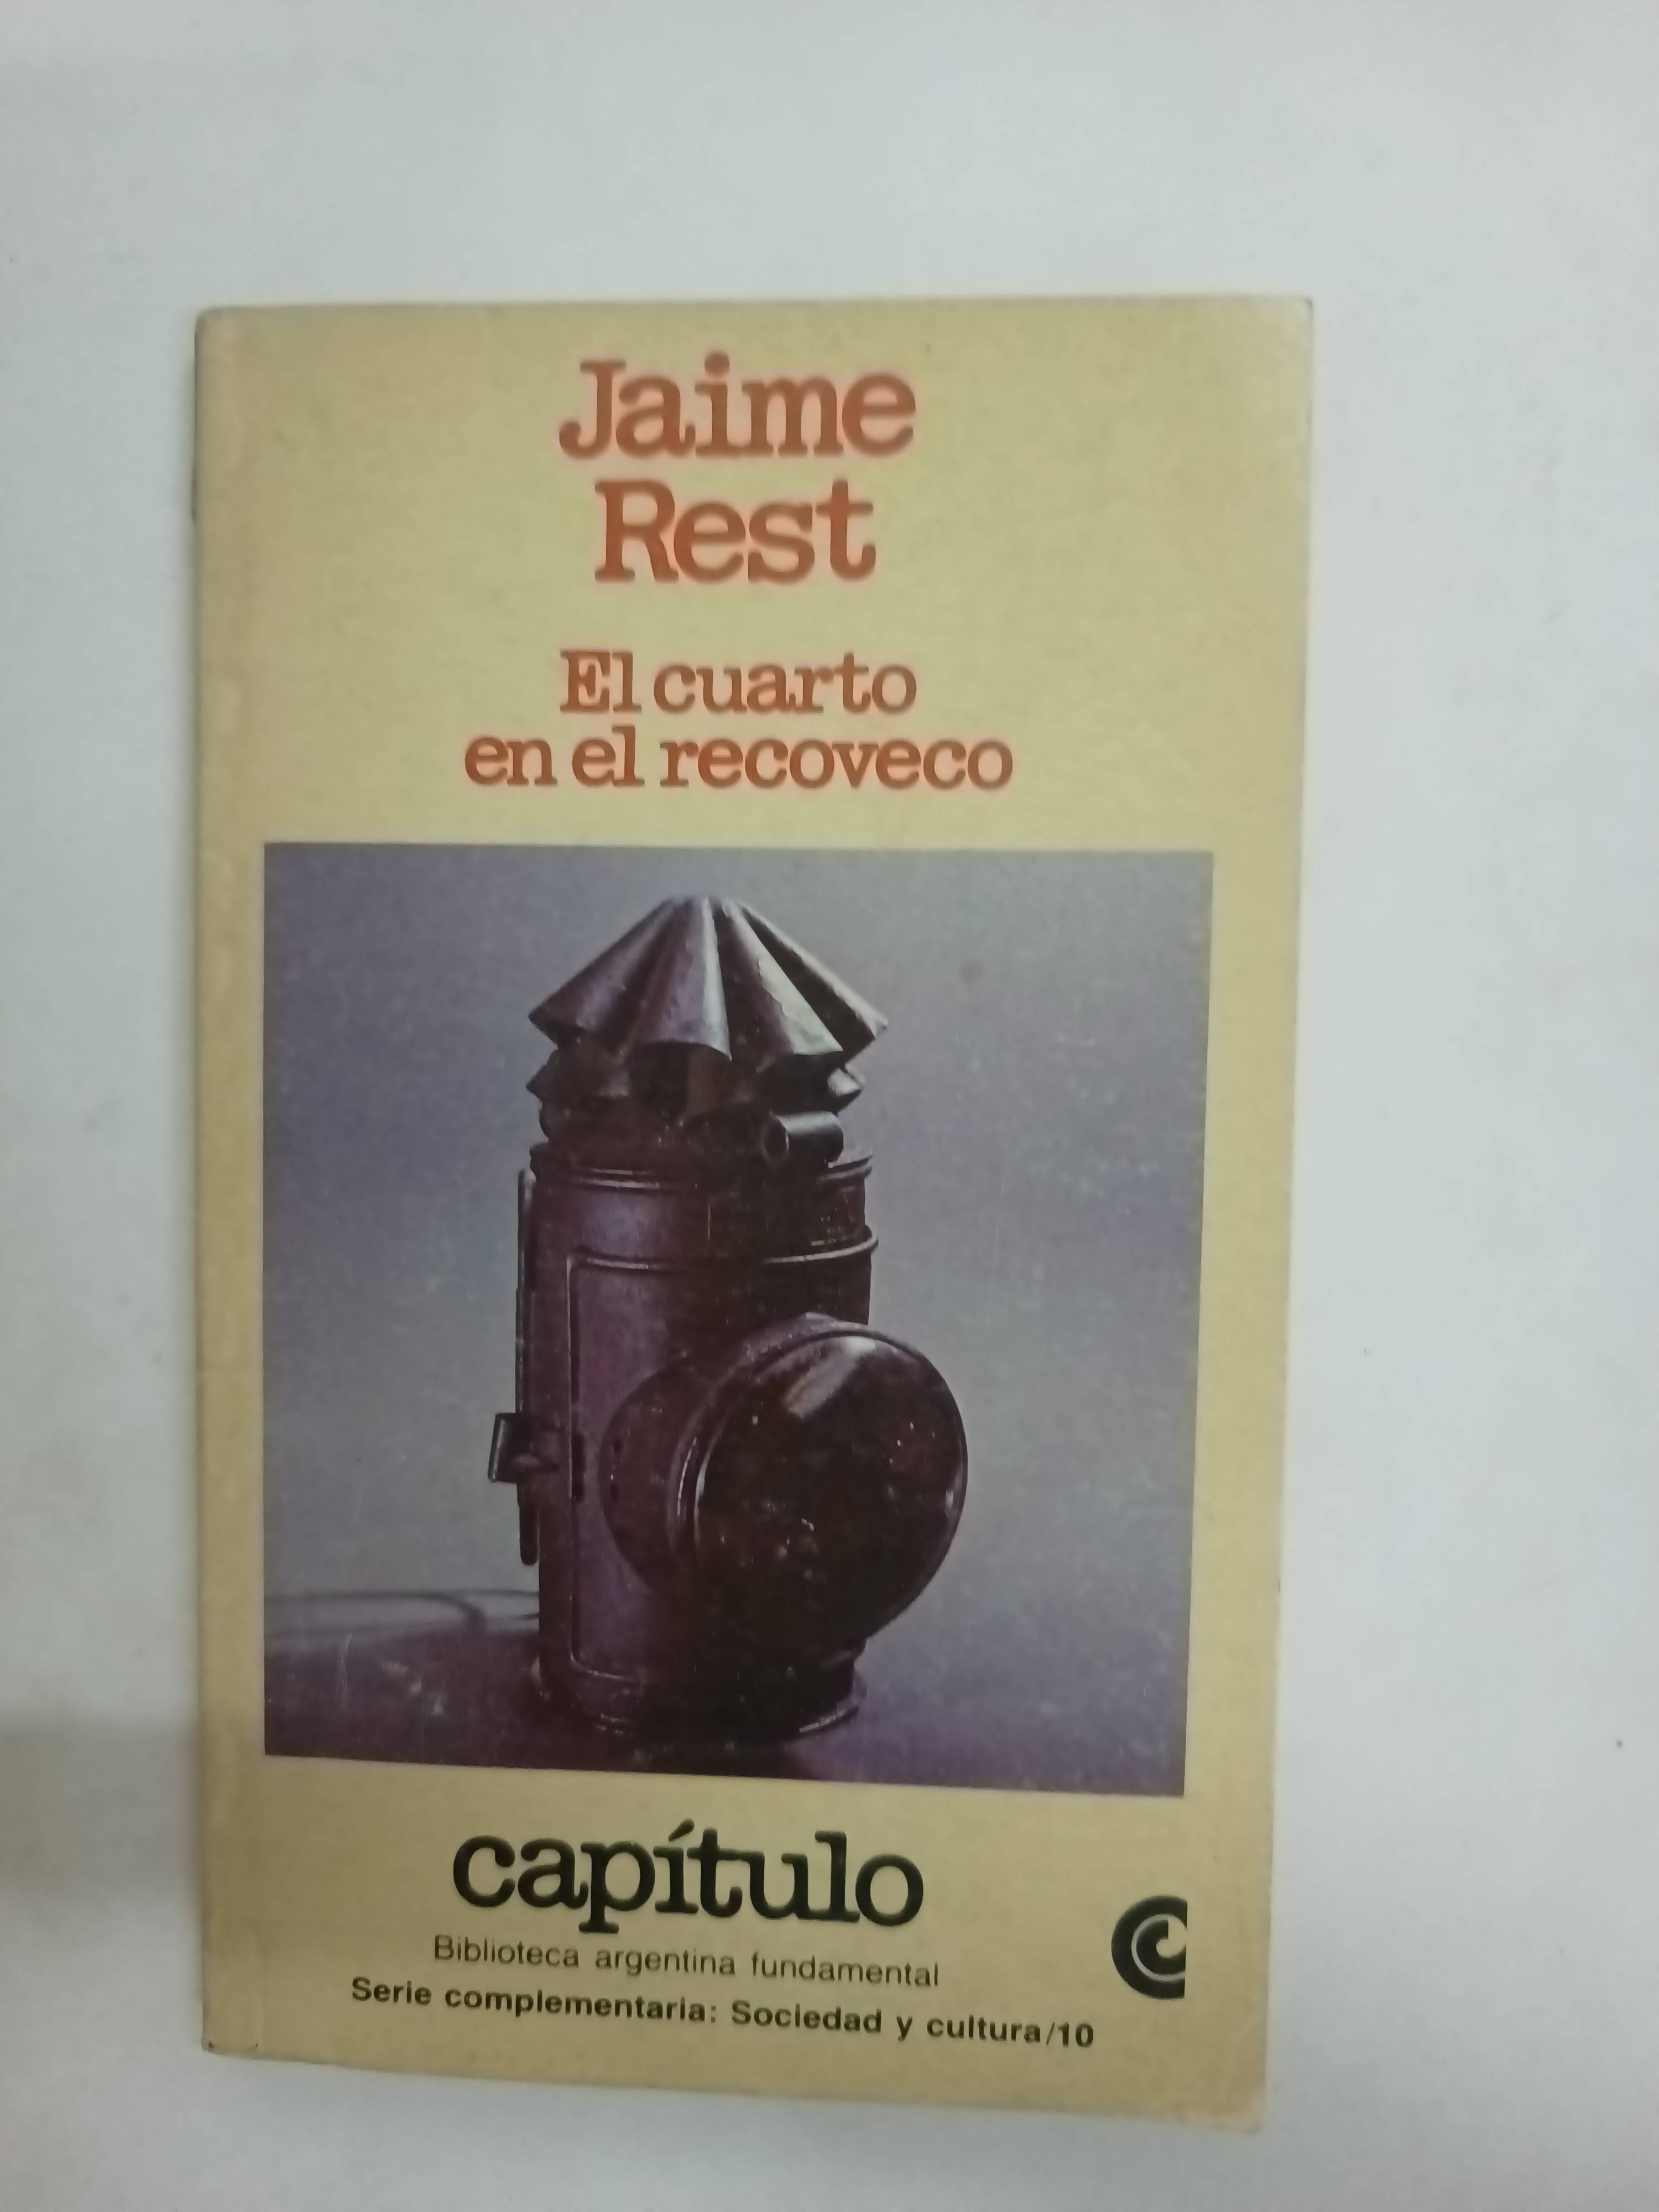 Jaime
Rest
El cuarto
en el recoveco
capítulo
Biblioteca argentina fundamental
Serie complementaria: Sociedad y cultura/10